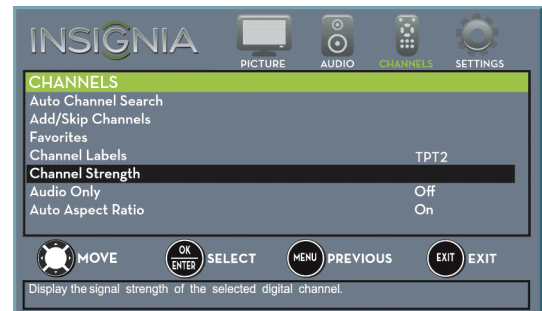 INSIGNIA
PICTURE AUDIO CHANNELS SETTINGS
CHANNELS
Auto Channel Search
Add/Skip Channels
Favorites
Channel Labels TPT2
Channel Strength
Audio Only Off
Auto Aspect Ratio On
MOVE OK ENTER SELECT MENU PREVIOUS EXIT EXIT
Display the signal strength of the selected digital channel.